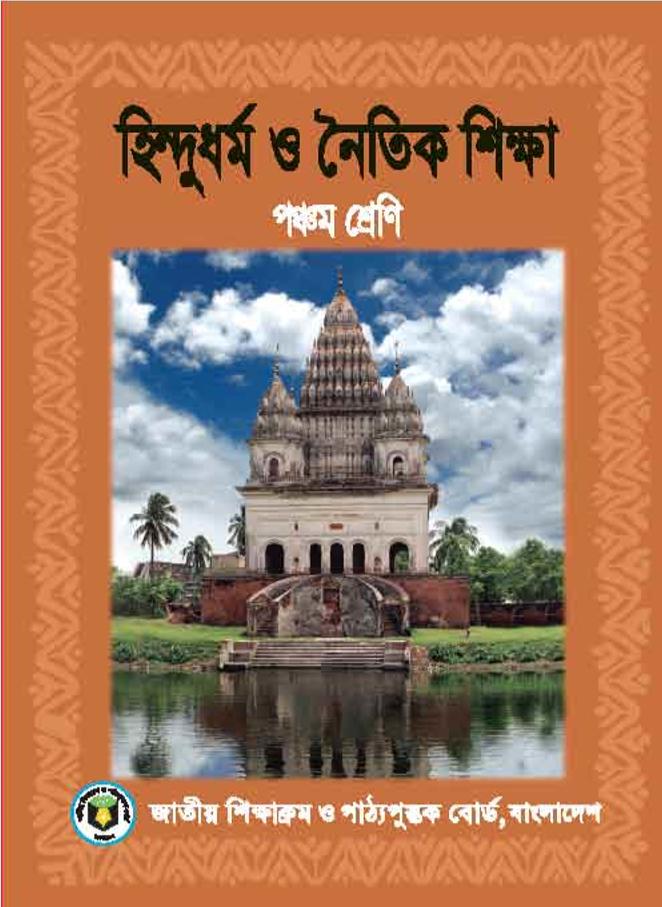 হিন্দুধর্ম ও নৈতিক শিক্ষা
পঞ্চম শ্রেণি
জাতীয় শিক্ষাক্রম ও পাঠ্যপুস্তক বোর্ড, বাংলাদেশ